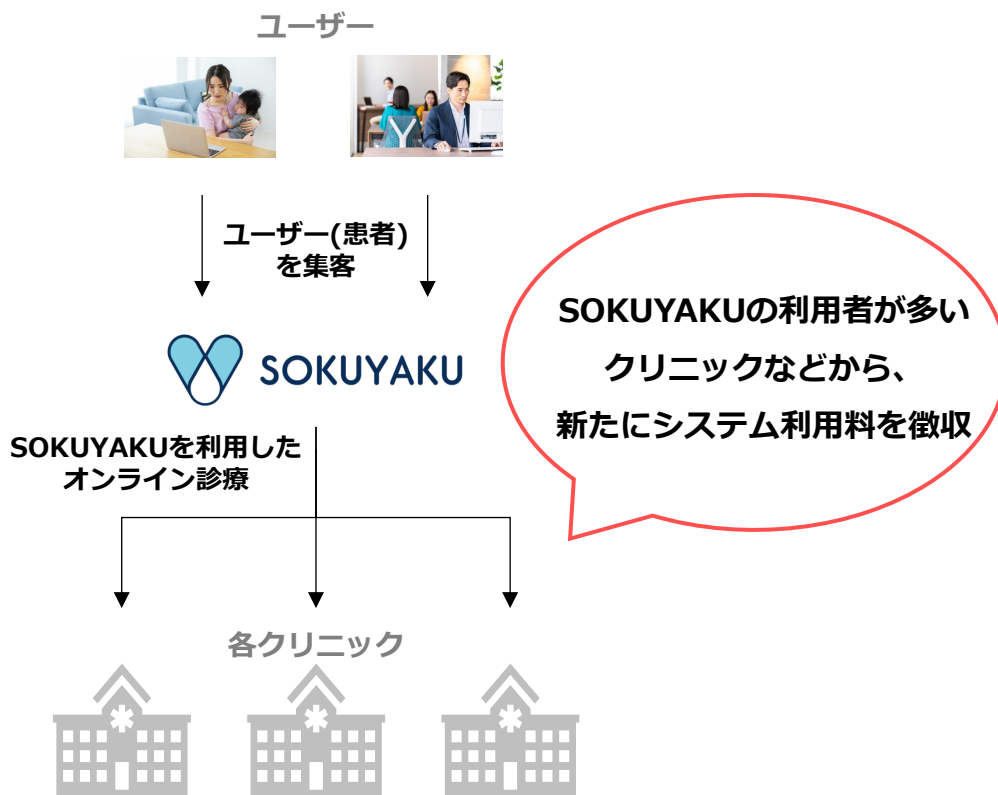 ユーザー
ユーザー(患者)
を集客
SOKUYAKU
SOKUYAKUを利用した
オンライン診療
各クリニック
SOKUYAKUの利用者が多い
クリニックなどから、
新たにシステム利用料を徴収